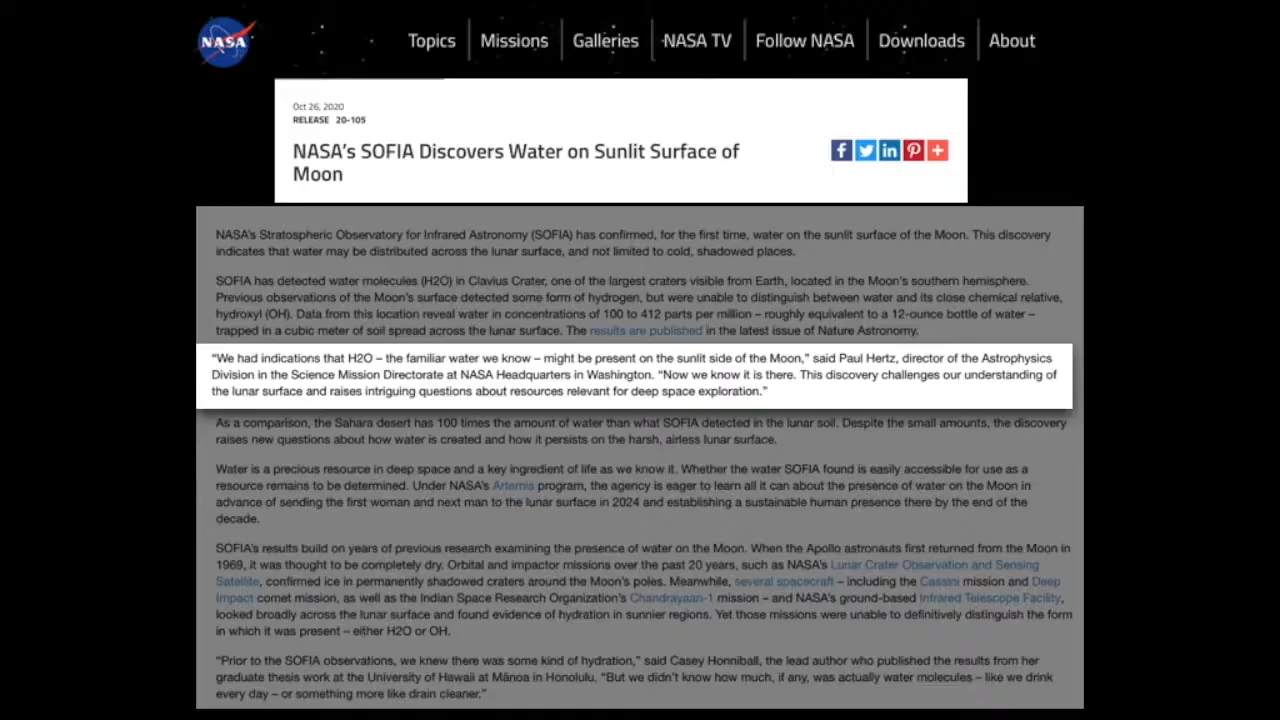 NASA
Topics
Missions
Galleries
NASA TV
Follow NASA
Downloads
About
Oct 26, 2020
RELEASE 20-105
NASA's SOFIA Discovers Water on Sunlit Surface of
Moon
NASA's Stratospheric Observatory for Infrared Astronomy (SOFIA) has confirmed, for the first time, water on the sunlit surface of the Moon. This discovery
indicates that water may be distributed across the lunar surface, and not limited to cold, shadowed places.
SOFIA has detected water molecules (H2O) in Clavius Crater, one of the largest craters visible from Earth, located in the Moon's southern hemisphere.
Previous observations of the Moon's surface detected some form of hydrogen, but were unable to distinguish between water and its close chemical relative,
hydroxyl (OH). Data from this location reveal water in concentrations of 100 to 412 parts per million – roughly equivalent to a 12-ounce bottle of water –
trapped in a cubic meter of soil spread across the lunar surface. The results are published in the latest issue of Nature Astronomy.
“We had indications that H2O – the familiar water we know – might be present on the sunlit side of the Moon,” said Paul Hertz, director of the Astrophysics
Division in the Science Mission Directorate at NASA Headquarters in Washington. “Now we know it is there. This discovery challenges our understanding of
the lunar surface and raises intriguing questions about resources relevant for deep space exploration.”
As a comparison, the Sahara desert has 100 times the amount of water than what SOFIA detected in the lunar soil. Despite the small amounts, the discovery
raises new questions about how water is created and how it persists on the harsh, airless lunar surface.
Water is a precious resource in deep space and a key ingredient of life as we know it. Whether the water SOFIA found is easily accessible for use as a
resource remains to be determined. Under NASA's Artemis program, the agency is eager to learn all it can about the presence of water on the Moon in
advance of sending the first woman and next man to the lunar surface in 2024 and establishing a sustainable human presence there by the end of the
decade.
SOFIA's results build on years of previous research examining the presence of water on the Moon. When the Apollo astronauts first returned from the Moon in
1969, it was thought to be completely dry. Orbital and impactor missions over the past 20 years, such as NASA's Lunar Crater Observation and Sensing
Satellite, confirmed ice in permanently shadowed craters around the Moon's poles. Meanwhile, several spacecraft – including the Cassini mission and Deep
Impact comet mission, as well as the Indian Space Research Organization's Chandrayaan-1 mission – and NASA's ground-based Infrared Telescope Facility,
looked broadly across the lunar surface and found evidence of hydration in sunnier regions. Yet those missions were unable to definitively distinguish the form
in which it was present – either H2O or OH.
“Prior to the SOFIA observations, we knew there was some kind of hydration,” said Casey Honniball, the lead author who published the results from her
graduate thesis work at the University of Hawaii at Mānoa in Honolulu. “But we didn't know how much, if any, was actually water molecules – like we drink
every day – or something more like drain cleaner.”